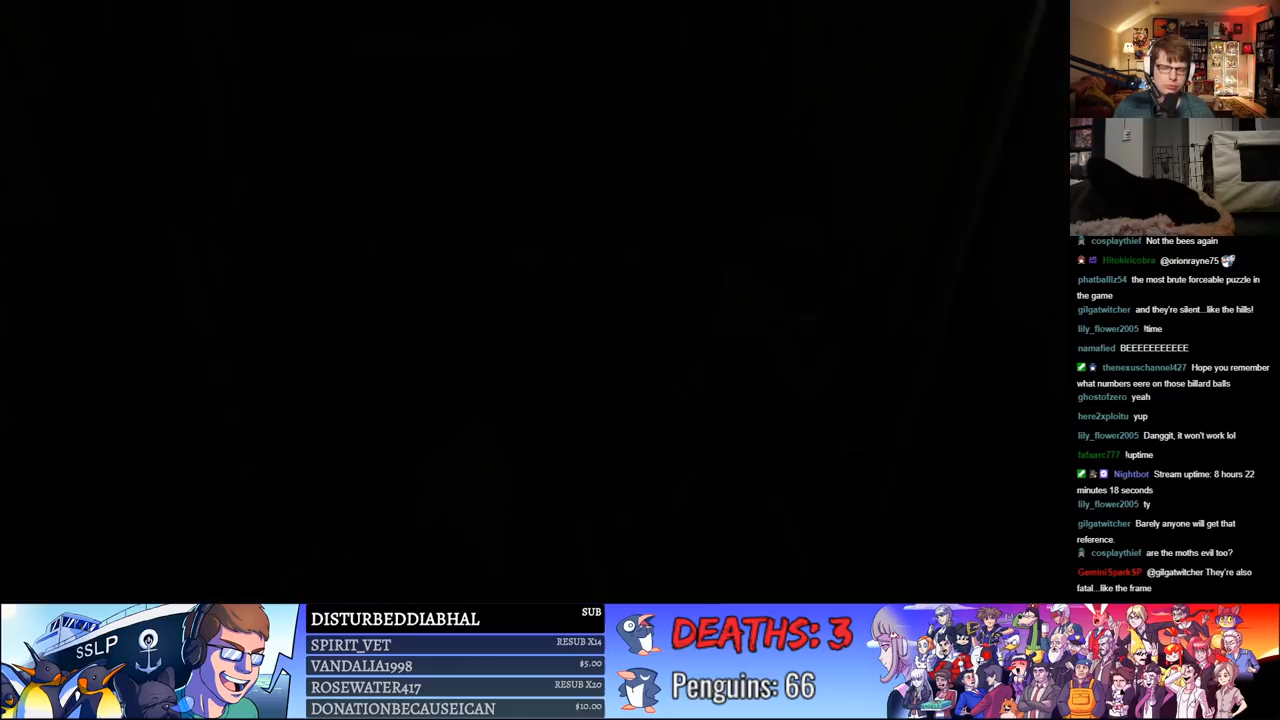 cosplaythief Not the bees again
Hitokiricobra @orionrayne75
phatballlz54 the most brute forceable puzzle in
the game
gilgatwitcher and they're silent...like the hills!
lily_flower2005 !time
namafied BEEEEEEEEEEE
thenexuschannel427 Hope you remember
what numbers eere on those billard balls
ghostofzero yeah
here2xploitu yup
lily_flower2005 Danggit, it won't work lol
fafaarc777 !uptime
Nightbot Stream uptime: 8 hours 22
minutes 18 seconds
lily_flower2005 ty
gilgatwitcher Barely anyone will get that
reference.
cosplaythief are the moths evil too?
GeminiSparkSP @gilgatwitcher They're also
fatal...like the frame
SSLP
DISTURBEDDIABHAL SUB
SPIRIT_VET RESUB X14
VANDALIA1998 $5.00
ROSEWATER417 RESUB X20
DONATIONBECAUSEICAN $10.00
DEATHS: 3
Penguins: 66